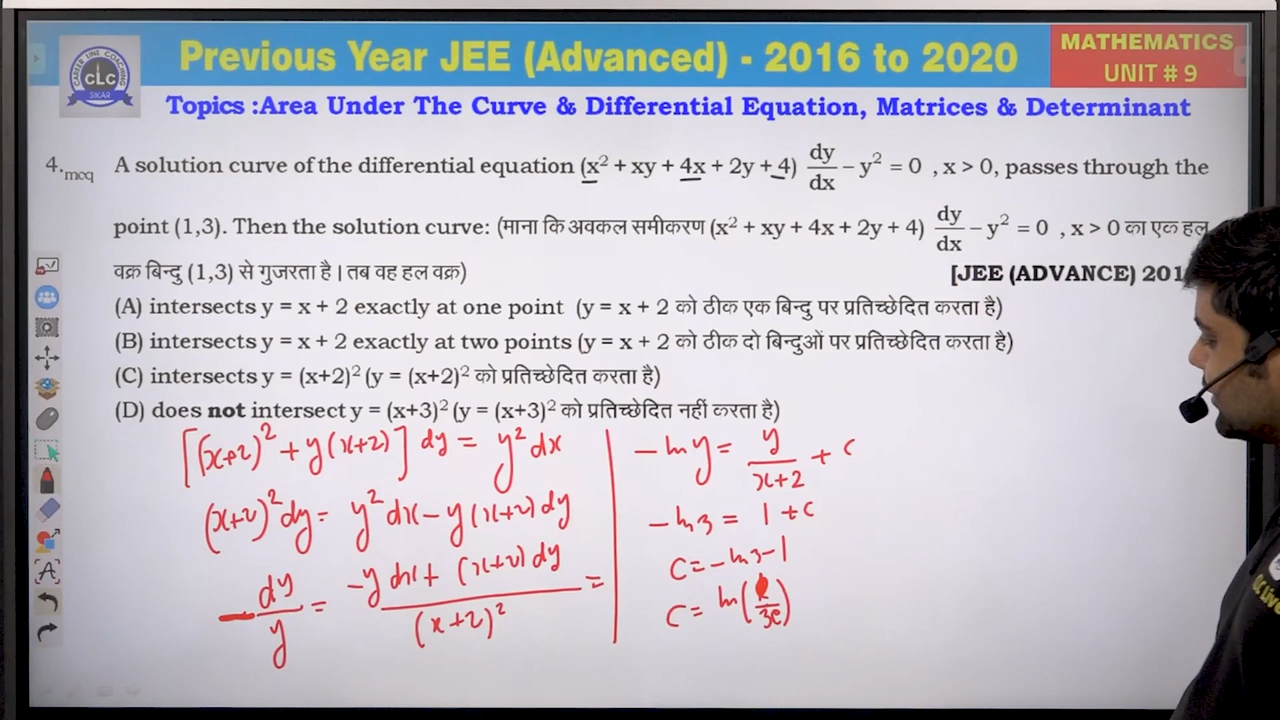 Previous Year JEE (Advanced) - 2016 to 2020
MATHEMATICS
UNIT # 9
CAREER LINE COACHING
CLC
SIKAR
Topics :Area Under The Curve & Differential Equation, Matrices & Determinant
4.mcq A solution curve of the differential equation (x² + xy + 4x + 2y + 4) dy/dx − y² = 0 , x > 0, passes through the
point (1,3). Then the solution curve: (माना कि अवकल समीकरण (x² + xy + 4x + 2y + 4) dy/dx − y² = 0 , x > 0 का एक हल
वक्र बिन्दु (1,3) से गुजरता है। तब वह हल वक्र) [JEE (ADVANCE) 201
(A) intersects y = x + 2 exactly at one point (y = x + 2 को ठीक एक बिन्दु पर प्रतिच्छेदित करता है)
(B) intersects y = x + 2 exactly at two points (y = x + 2 को ठीक दो बिन्दुओं पर प्रतिच्छेदित करता है)
(C) intersects y = (x+2)² (y = (x+2)² को प्रतिच्छेदित करता है)
(D) does not intersect y = (x+3)² (y = (x+3)² को प्रतिच्छेदित नहीं करता है)
[(x+2)² + y(x+2)] dy = y² dx
(x+2)² dy = y² dx − y(x+2) dy
− dy/y = −y dx + (x+2) dy / (x+2)² =
− ln y = y/(x+2) + c
− ln 3 = 1 + c
c = − ln 3 − 1
c = ln(1/3e)